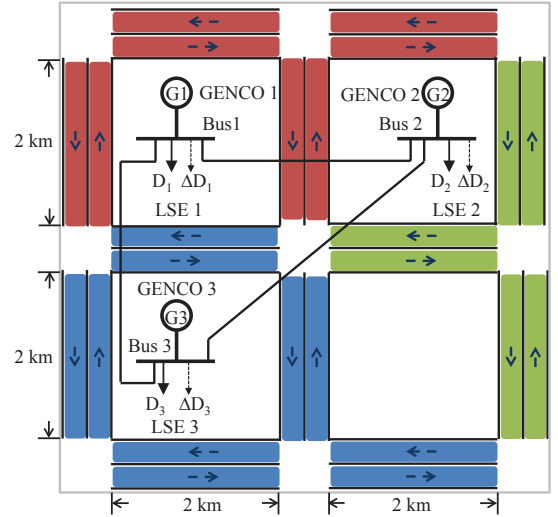 G1 GENCO 1
Bus1
D1 ΔD1
LSE 1
GENCO 2 G2
Bus 2
D2 ΔD2
LSE 2
2 km
GENCO 3
G3
Bus 3
D3 ΔD3
LSE 3
2 km
2 km
2 km